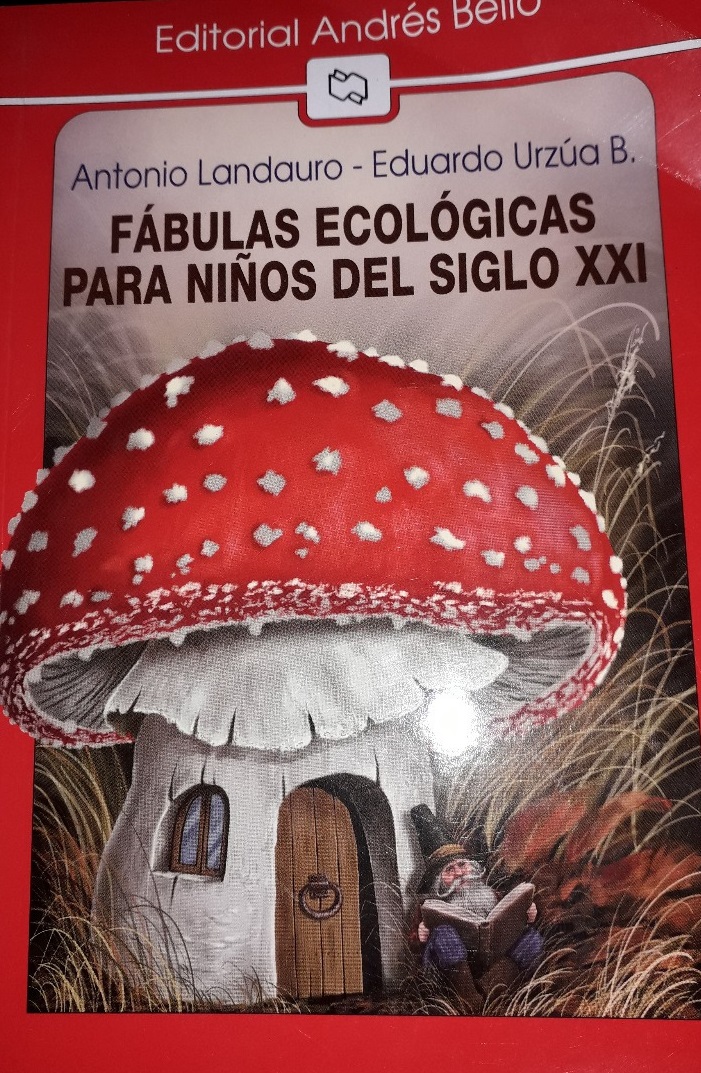 Editorial Andrés Bello
Antonio Landauro - Eduardo Urzúa B.
FÁBULAS ECOLÓGICAS
PARA NIÑOS DEL SIGLO XXI